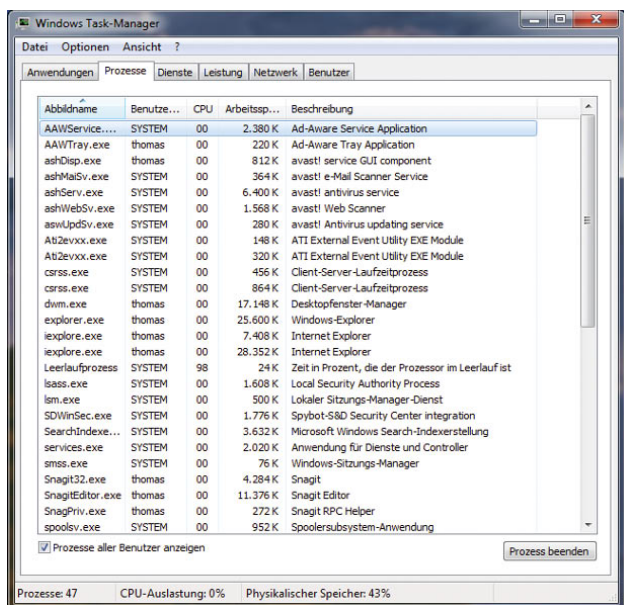 Windows Task-Manager
Datei Optionen Ansicht ?
Anwendungen Prozesse Dienste Leistung Netzwerk Benutzer
Abbildname Benutze... CPU Arbeitssp... Beschreibung
AAWService.... SYSTEM 00 2.380 K Ad-Aware Service Application
AAWTray.exe thomas 00 220 K Ad-Aware Tray Application
ashDisp.exe thomas 00 812 K avast! service GUI component
ashMaiSv.exe SYSTEM 00 364 K avast! e-Mail Scanner Service
ashServ.exe SYSTEM 00 6.400 K avast! antivirus service
ashWebSv.exe SYSTEM 00 1.568 K avast! Web Scanner
aswUpdSv.exe SYSTEM 00 280 K avast! Antivirus updating service
Ati2evxx.exe SYSTEM 00 148 K ATI External Event Utility EXE Module
Ati2evxx.exe SYSTEM 00 320 K ATI External Event Utility EXE Module
csrss.exe SYSTEM 00 456 K Client-Server-Laufzeitprozess
csrss.exe SYSTEM 00 864 K Client-Server-Laufzeitprozess
dwm.exe thomas 00 17.148 K Desktopfenster-Manager
explorer.exe thomas 00 25.600 K Windows-Explorer
iexplore.exe thomas 00 7.408 K Internet Explorer
iexplore.exe thomas 00 28.352 K Internet Explorer
Leerlaufprozess SYSTEM 98 24 K Zeit in Prozent, die der Prozessor im Leerlauf ist
lsass.exe SYSTEM 00 1.608 K Local Security Authority Process
lsm.exe SYSTEM 00 500 K Lokaler Sitzungs-Manager-Dienst
SDWinSec.exe SYSTEM 00 1.776 K Spybot-S&D Security Center integration
SearchIndexe... SYSTEM 00 3.632 K Microsoft Windows Search-Indexerstellung
services.exe SYSTEM 00 2.020 K Anwendung für Dienste und Controller
smss.exe SYSTEM 00 76 K Windows-Sitzungs-Manager
Snagit32.exe thomas 00 4.284 K Snagit
SnagitEditor.exe thomas 00 11.376 K Snagit Editor
SnagPriv.exe thomas 00 272 K Snagit RPC Helper
spoolsv.exe SYSTEM 00 952 K Spoolersubsystem-Anwendung
Prozesse aller Benutzer anzeigen
Prozess beenden
Prozesse: 47 CPU-Auslastung: 0% Physikalischer Speicher: 43%